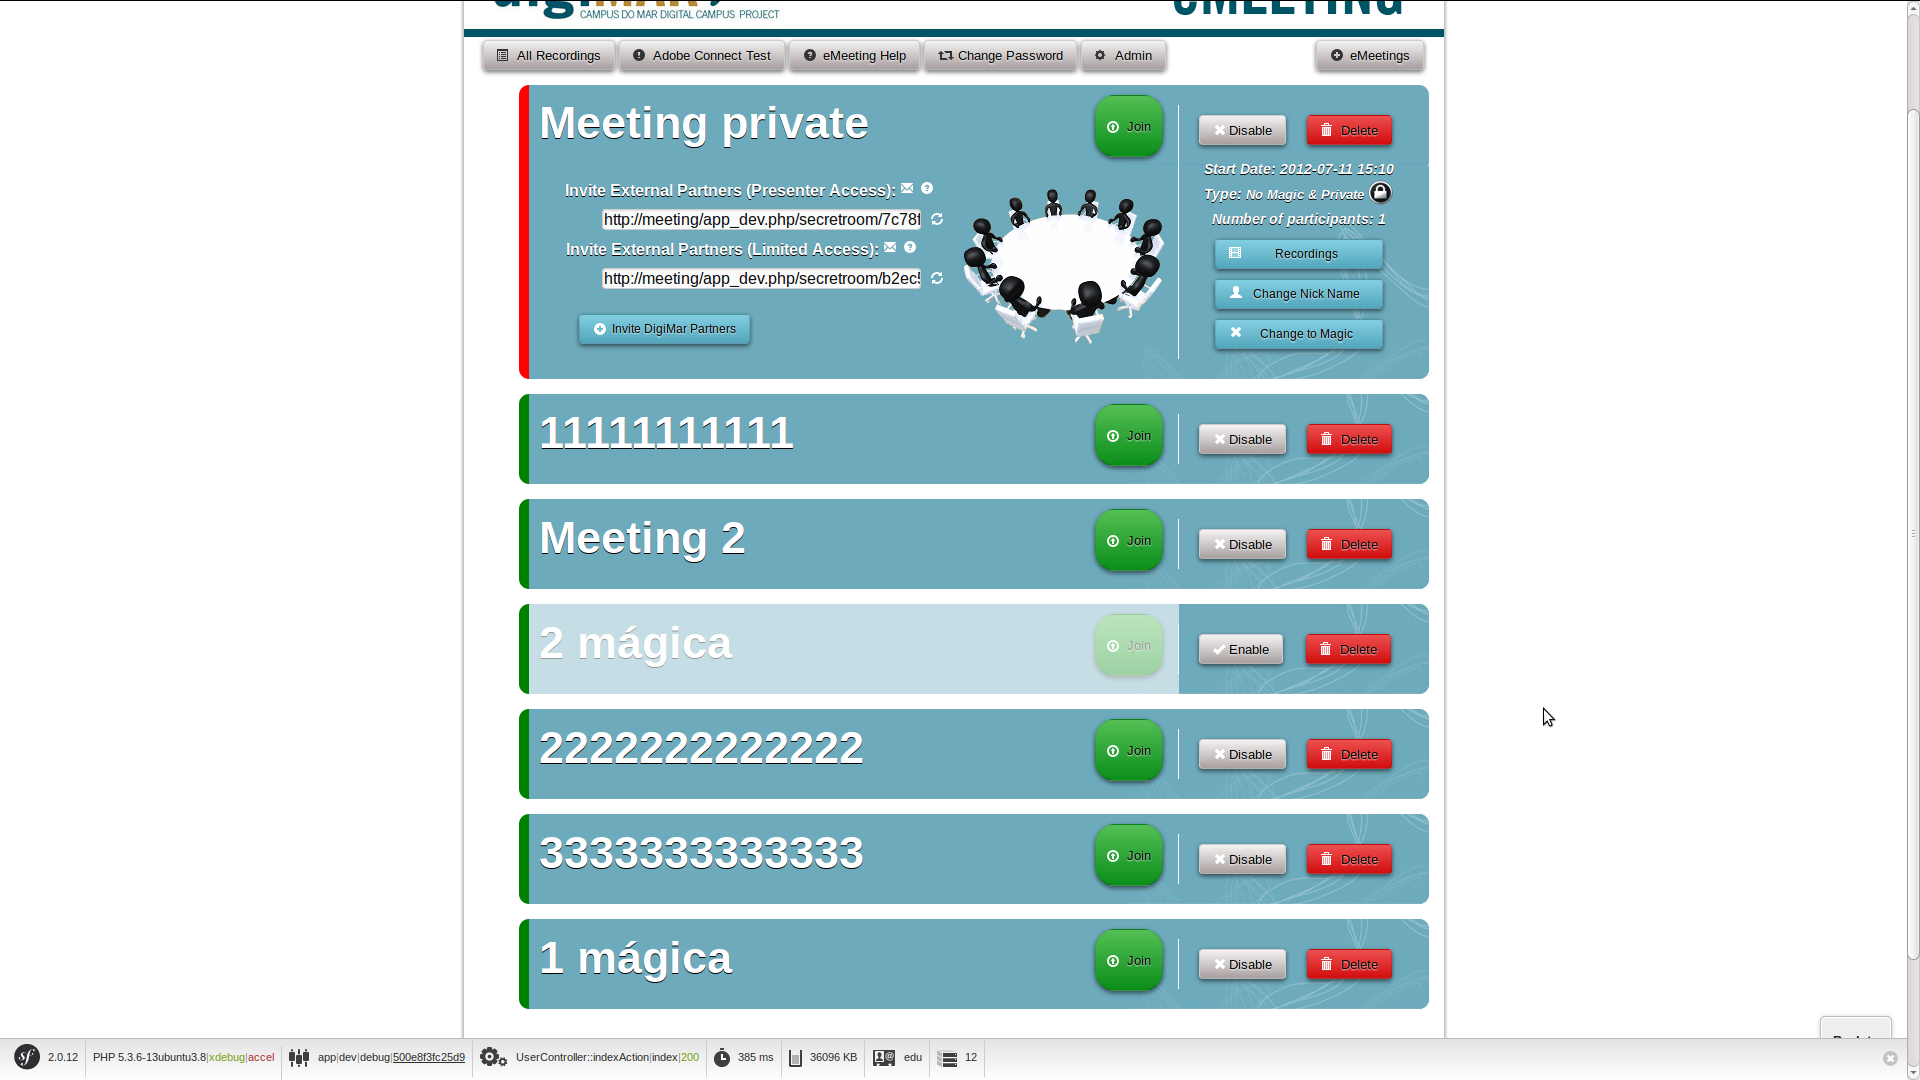 CAMPUS DO MAR DIGITAL CAMPUS PROJECT
All Recordings Adobe Connect Test eMeeting Help Change Password Admin eMeetings
Meeting private Join Disable Delete
Start Date: 2012-07-11 15:10
Type: No Magic & Private
Number of participants: 1
Invite External Partners (Presenter Access):
http://meeting/app_dev.php/secretroom/7c78f
Invite External Partners (Limited Access):
http://meeting/app_dev.php/secretroom/b2ec5
Invite DigiMar Partners
Recordings
Change Nick Name
Change to Magic
11111111111 Join Disable Delete
Meeting 2 Join Disable Delete
2 mágica Join Enable Delete
2222222222222 Join Disable Delete
3333333333333 Join Disable Delete
1 mágica Join Disable Delete
2.0.12 PHP 5.3.6-13ubuntu3.8|xdebug|accel app|dev|debug|500e8f3fc25d9 UserController::indexAction|index|200 385 ms 36096 KB edu 12